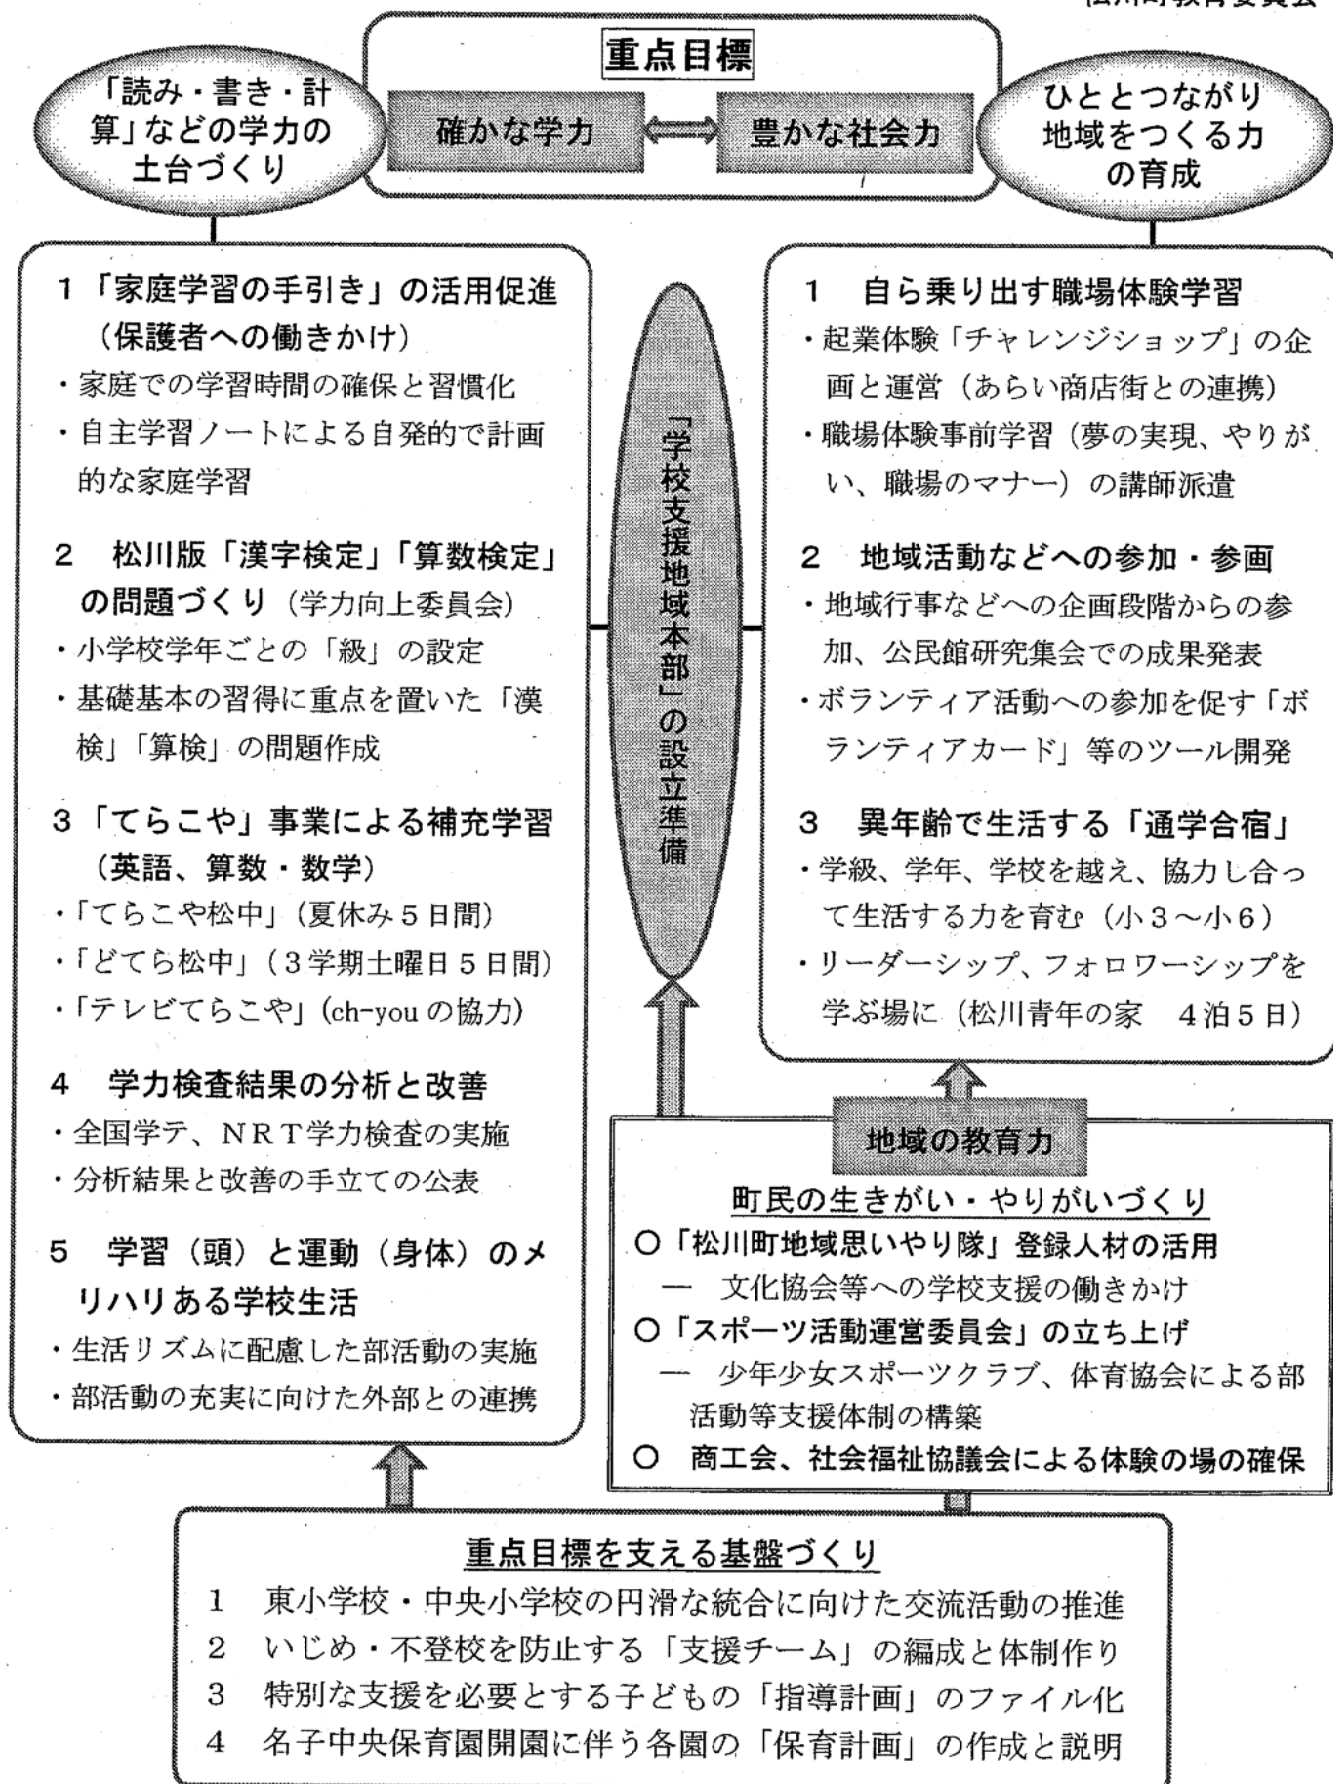 松川町教育委員会
重点目標
確かな学力
豊かな社会力
「読み・書き・計
算」などの学力の
土台づくり
ひととつながり
地域をつくる力
の育成
1 「家庭学習の手引き」の活用促進
(保護者への働きかけ)
・家庭での学習時間の確保と習慣化
・自主学習ノートによる自発的で計画
的な家庭学習
2 松川版「漢字検定」「算数検定」
の問題づくり(学力向上委員会)
・小学校学年ごとの「級」の設定
・基礎基本の習得に重点を置いた「漢
検」「算検」の問題作成
3 「てらこや」事業による補充学習
(英語、算数・数学)
・「てらこや松中」(夏休み5日間)
・「どてら松中」(3学期土曜日5日間)
・「テレビてらこや」(ch-youの協力)
4 学力検査結果の分析と改善
・全国学テ、NRT学力検査の実施
・分析結果と改善の手立ての公表
5 学習(頭)と運動(身体)のメ
リハリある学校生活
・生活リズムに配慮した部活動の実施
・部活動の充実に向けた外部との連携
「学校支援地域本部」の設立準備
1 自ら乗り出す職場体験学習
・起業体験「チャレンジショップ」の企
画と運営(あらい商店街との連携)
・職場体験事前学習(夢の実現、やりが
い、職場のマナー)の講師派遣
2 地域活動などへの参加・参画
・地域行事などへの企画段階からの参
加、公民館研究集会での成果発表
・ボランティア活動への参加を促す「ボ
ランティアカード」等のツール開発
3 異年齢で生活する「通学合宿」
・学級、学年、学校を越え、協力し合っ
て生活する力を育む(小3~小6)
・リーダーシップ、フォロワーシップを
学ぶ場に(松川青年の家 4泊5日)
地域の教育力
町民の生きがい・やりがいづくり
○「松川町地域思いやり隊」登録人材の活用
― 文化協会等への学校支援の働きかけ
○「スポーツ活動運営委員会」の立ち上げ
― 少年少女スポーツクラブ、体育協会による部
活動等支援体制の構築
○ 商工会、社会福祉協議会による体験の場の確保
重点目標を支える基盤づくり
1 東小学校・中央小学校の円滑な統合に向けた交流活動の推進
2 いじめ・不登校を防止する「支援チーム」の編成と体制作り
3 特別な支援を必要とする子どもの「指導計画」のファイル化
4 名子中央保育園開園に伴う各園の「保育計画」の作成と説明